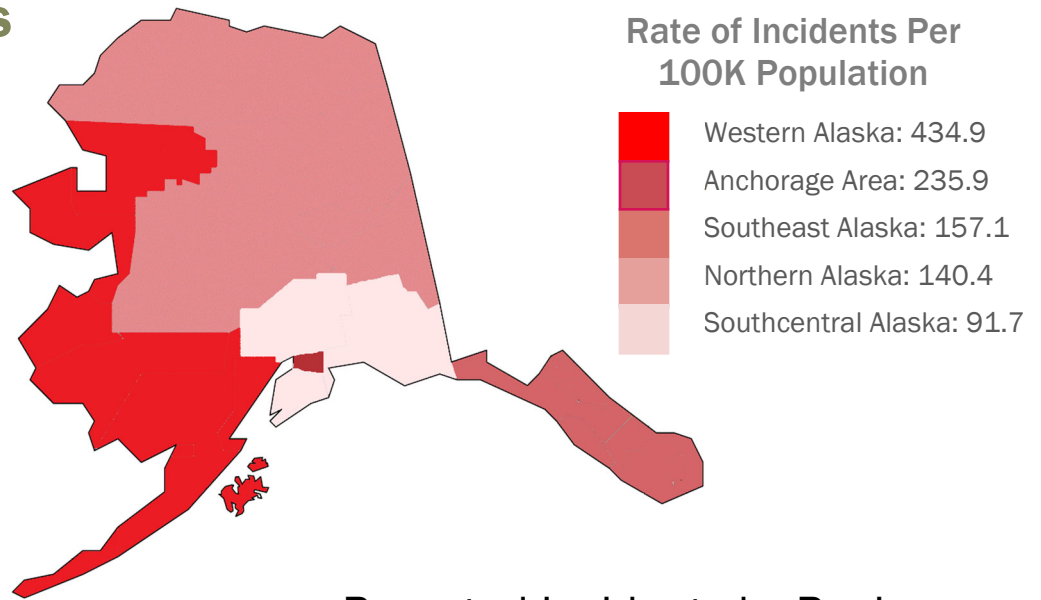 s
Rate of Incidents Per
100K Population
Western Alaska: 434.9
Anchorage Area: 235.9
Southeast Alaska: 157.1
Northern Alaska: 140.4
Southcentral Alaska: 91.7